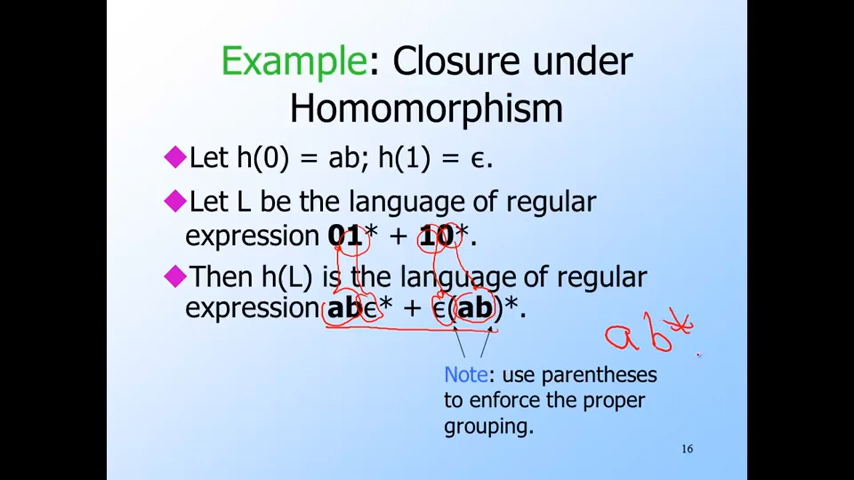 Example: Closure under
Homomorphism
Let h(0) = ab; h(1) = ϵ.
Let L be the language of regular
expression 01* + 10*.
Then h(L) is the language of regular
expression abϵ* + ϵ(ab)*.
ab*
Note: use parentheses
to enforce the proper
grouping.
16